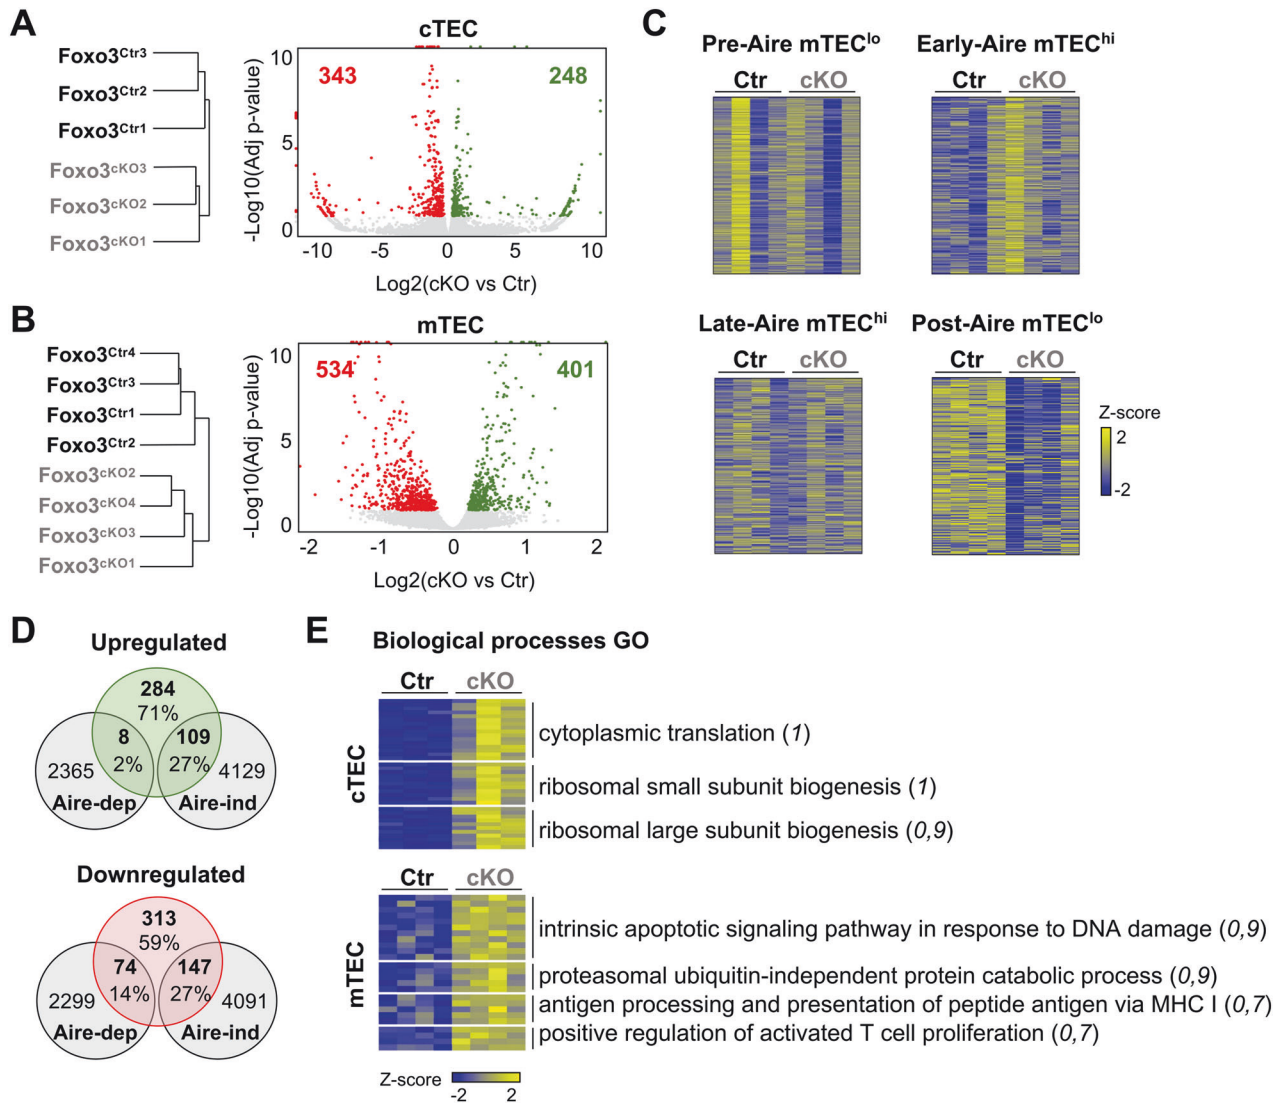 A
cTEC
Foxo3Ctr3
Foxo3Ctr2
Foxo3Ctr1
Foxo3cKO3
Foxo3cKO2
Foxo3cKO1
-Log10(Adj p-value)
10
5
0
343
248
-10
-5
0
5
10
Log2(cKO vs Ctr)
B
mTEC
Foxo3Ctr4
Foxo3Ctr3
Foxo3Ctr1
Foxo3Ctr2
Foxo3cKO2
Foxo3cKO4
Foxo3cKO3
Foxo3cKO1
-Log10(Adj p-value)
10
5
0
534
401
-2
-1
0
1
2
Log2(cKO vs Ctr)
C
Pre-Aire mTEClo
Ctr
cKO
Early-Aire mTEChi
Ctr
cKO
Late-Aire mTEChi
Ctr
cKO
Post-Aire mTEClo
Ctr
cKO
Z-score
2
-2
D
Upregulated
284
71%
8
2%
109
27%
2365
4129
Aire-dep
Aire-ind
Downregulated
313
59%
74
14%
147
27%
2299
4091
Aire-dep
Aire-ind
E
Biological processes GO
Ctr
cKO
cTEC
cytoplasmic translation (1)
ribosomal small subunit biogenesis (1)
ribosomal large subunit biogenesis (0,9)
Ctr
cKO
mTEC
intrinsic apoptotic signaling pathway in response to DNA damage (0,9)
proteasomal ubiquitin-independent protein catabolic process (0,9)
antigen processing and presentation of peptide antigen via MHC I (0,7)
positive regulation of activated T cell proliferation (0,7)
Z-score
-2
2